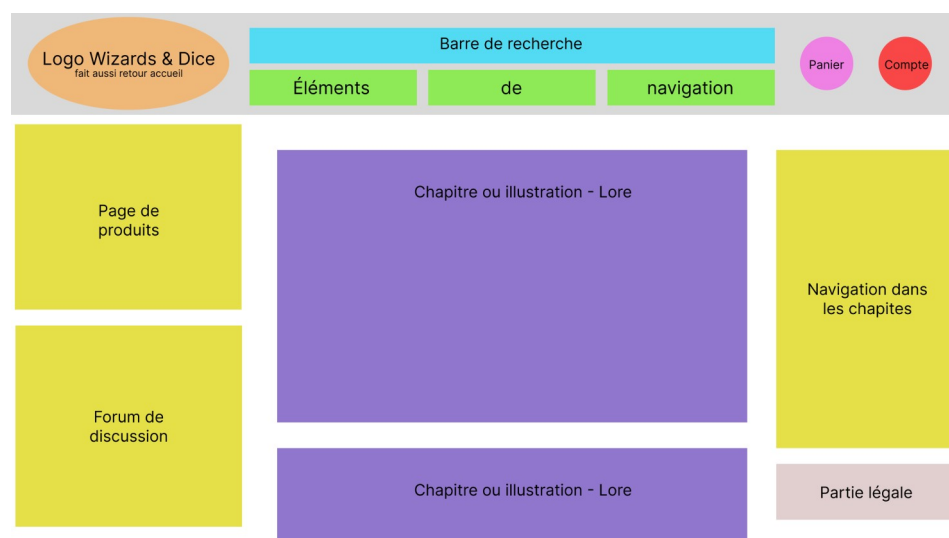 Logo Wizards & Dice
fait aussi retour accueil
Barre de recherche
Éléments
de
navigation
Panier
Compte
Page de
produits
Chapitre ou illustration - Lore
Navigation dans
les chapites
Forum de
discussion
Chapitre ou illustration - Lore
Partie légale